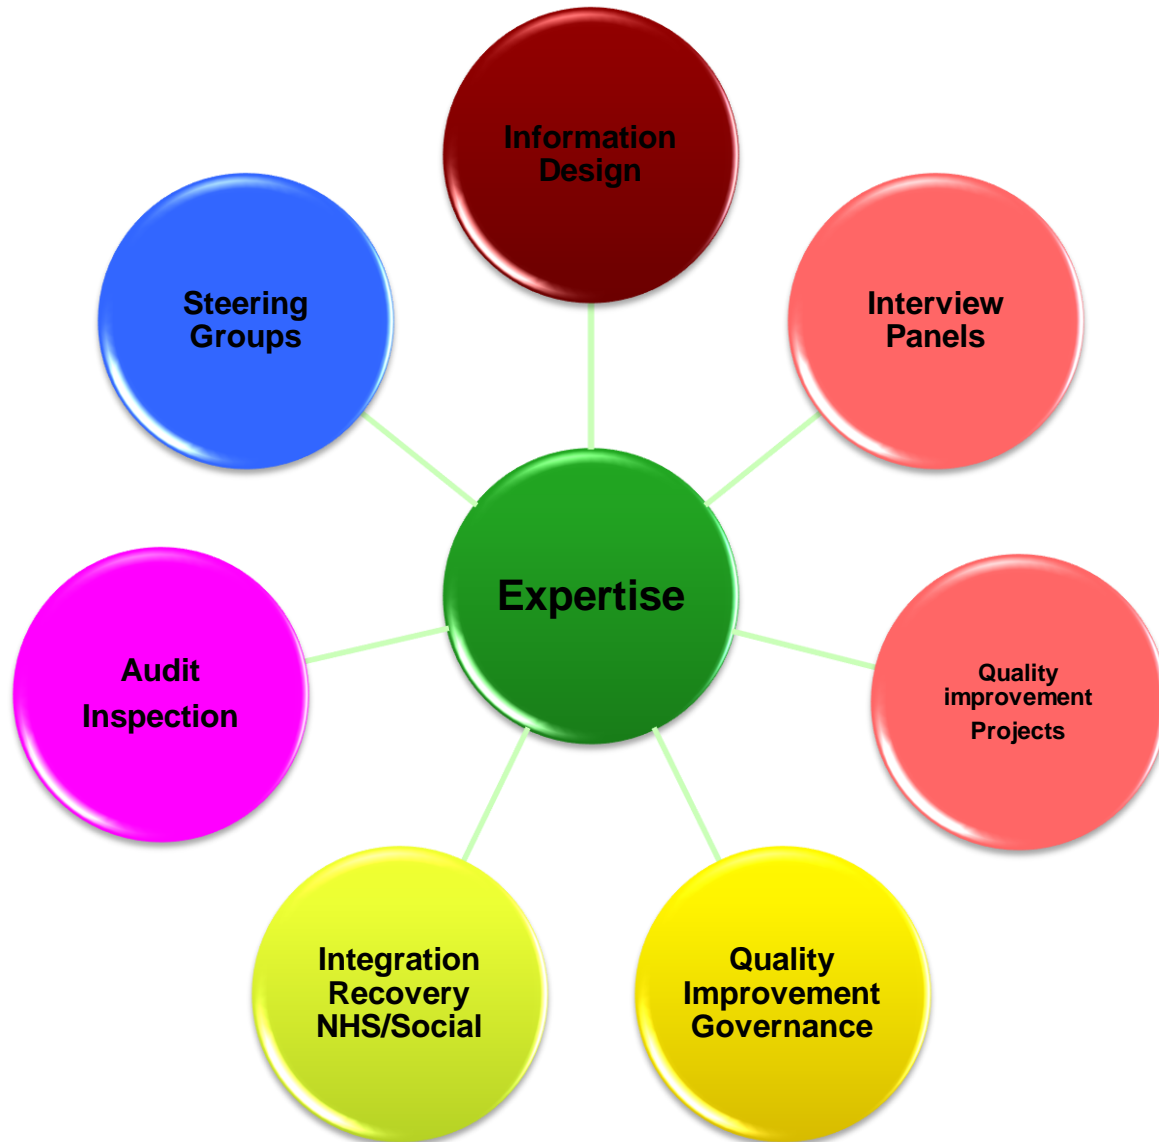 Information
Design
Steering
Groups
Interview
Panels
Expertise
Audit
Inspection
Quality
improvement
Projects
Integration
Recovery
NHS/Social
Quality
Improvement
Governance